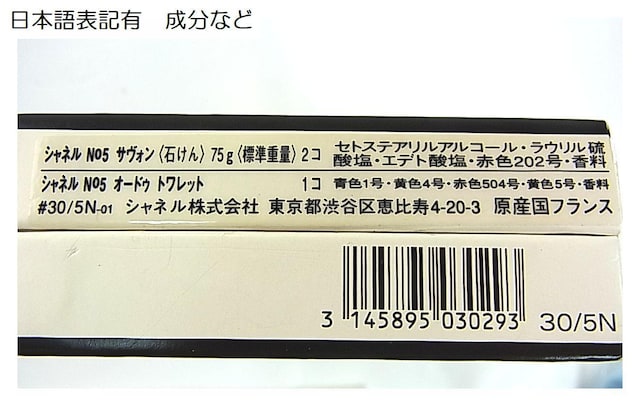 日本語表記有　成分など
シャネル Nº5 サヴォン〈石けん〉75g〈標準重量〉2コ
セトステアリルアルコール・ラウリル硫
酸塩・エデト酸塩・赤色202号・香料
シャネル Nº5 オードゥ トワレット 1コ 青色1号・黄色4号・赤色504号・黄色5号・香料
#30/5N-01 シャネル株式会社 東京都渋谷区恵比寿4-20-3 原産国フランス
3 145895 030293 30/5N